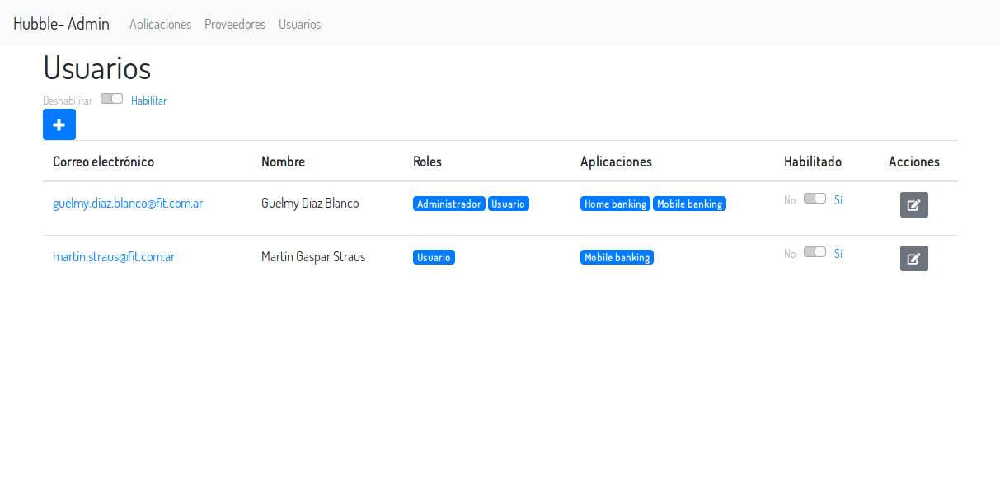 Hubble- Admin Aplicaciones Proveedores Usuarios
Usuarios
Deshabilitar Habilitar
Correo electrónico Nombre Roles Aplicaciones Habilitado Acciones
guelmy.diaz.blanco@fit.com.ar Guelmy Diaz Blanco Administrador Usuario Home banking Mobile banking No Si
martin.straus@fit.com.ar Martín Gaspar Straus Usuario Mobile banking No Si